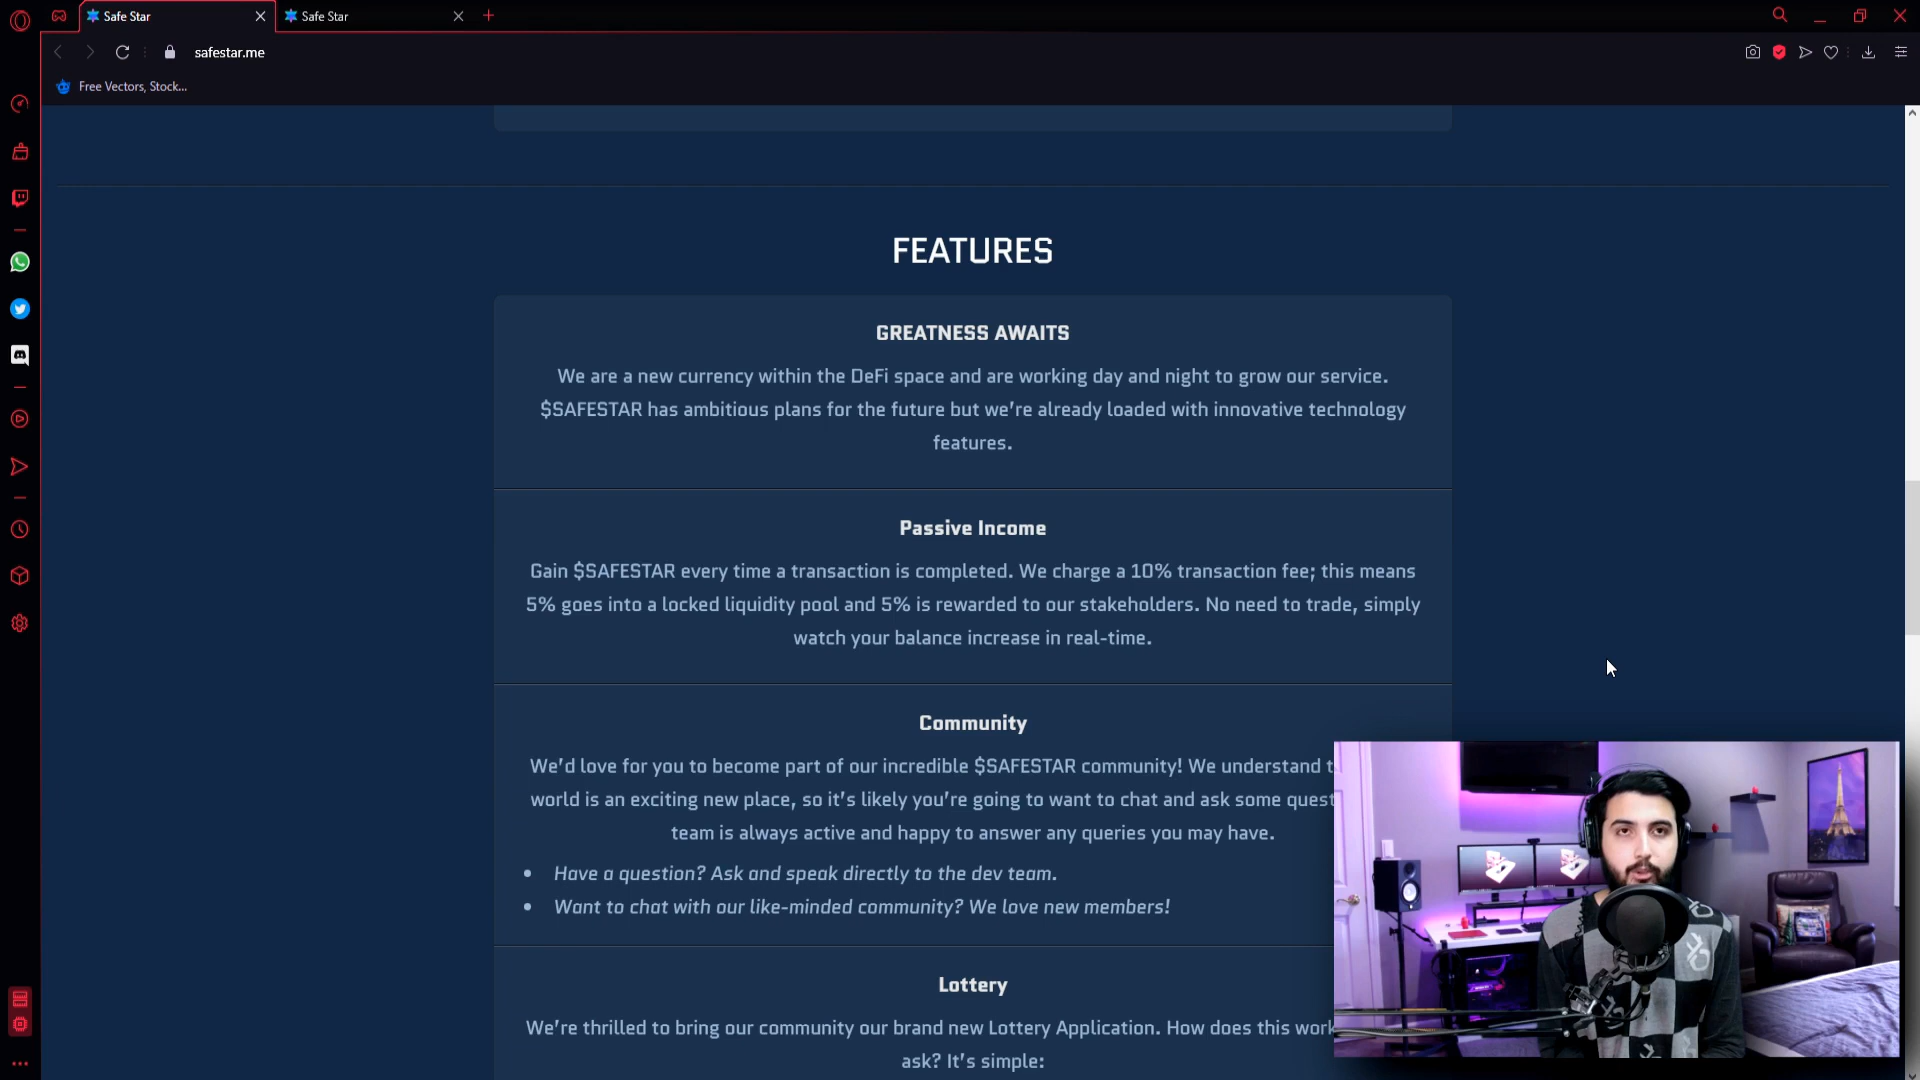 Safe Star
Safe Star
safestar.me
Free Vectors, Stock...
FEATURES
GREATNESS AWAITS
We are a new currency within the DeFi space and are working day and night to grow our service.
$SAFESTAR has ambitious plans for the future but we're already loaded with innovative technology
features.
Passive Income
Gain $SAFESTAR every time a transaction is completed. We charge a 10% transaction fee; this means
5% goes into a locked liquidity pool and 5% is rewarded to our stakeholders. No need to trade, simply
watch your balance increase in real-time.
Community
We'd love for you to become part of our incredible $SAFESTAR community! We understand
world is an exciting new place, so it's likely you're going to want to chat and ask some
team is always active and happy to answer any queries you may have.
• Have a question? Ask and speak directly to the dev team.
• Want to chat with our like-minded community? We love new members!
Lottery
We're thrilled to bring our community our brand new Lottery Application. How does this work
ask? It's simple: